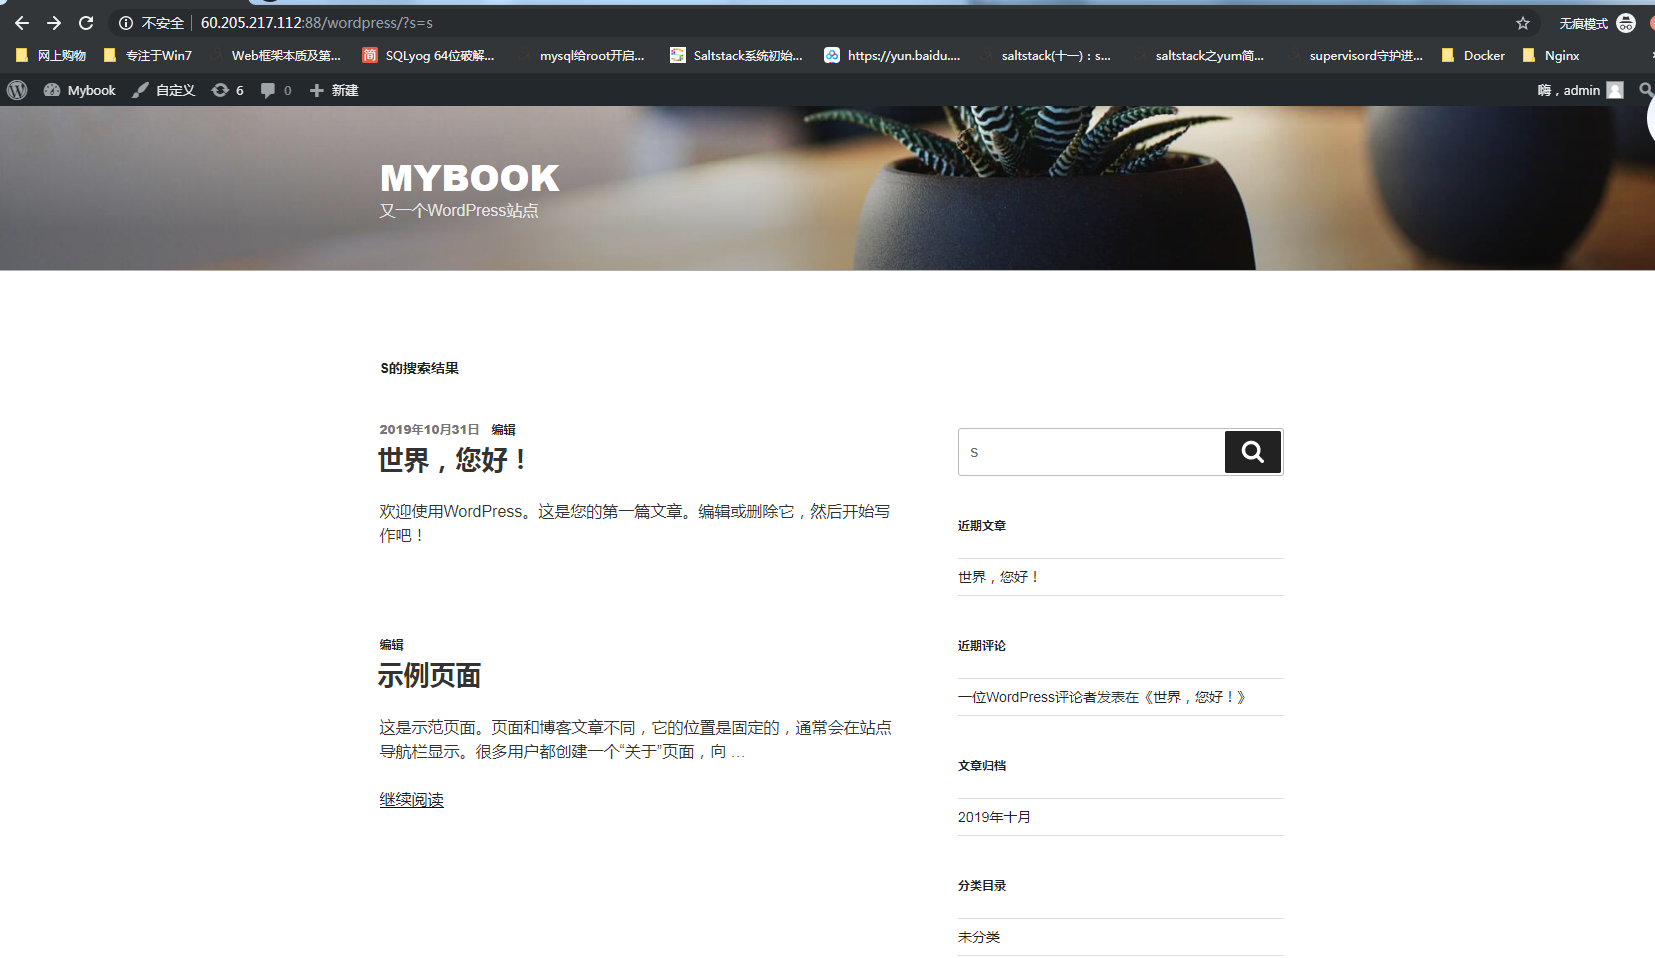 不安全 60.205.217.112:88/wordpress/?s=s 无痕模式
网上购物 专注于Win7 Web框架本质及第... 简 SQLyog 64位破解... mysql给root开启... Saltstack系统初始... https://yun.baidu.... saltstack(十一)：s... saltstack之yum简... supervisord守护进... Docker Nginx
Mybook 自定义 6 0 新建 嗨，admin
MYBOOK
又一个WordPress站点
S的搜索结果
2019年10月31日 编辑
世界，您好！
欢迎使用WordPress。这是您的第一篇文章。编辑或删除它，然后开始写
作吧！
编辑
示例页面
这是示范页面。页面和博客文章不同，它的位置是固定的，通常会在站点
导航栏显示。很多用户都创建一个“关于”页面，向 …
继续阅读
s
近期文章
世界，您好！
近期评论
一位WordPress评论者发表在《世界，您好！》
文章归档
2019年十月
分类目录
未分类